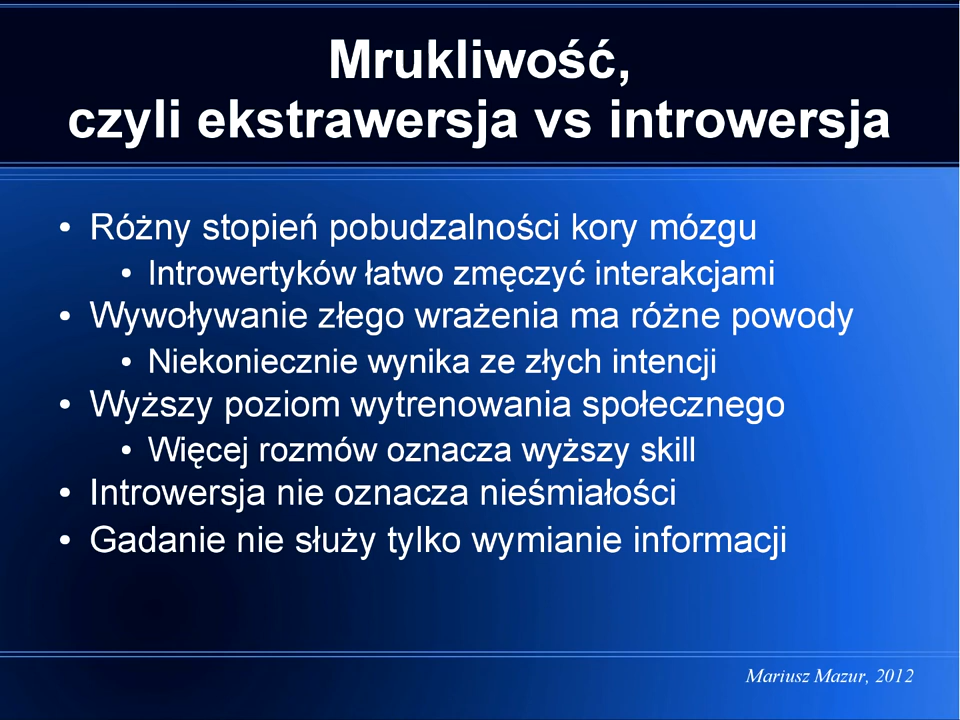 Mrukliwość,
czyli ekstrawersja vs introwersja
• Różny stopień pobudzalności kory mózgu
• Introwertyków łatwo zmęczyć interakcjami
• Wywoływanie złego wrażenia ma różne powody
• Niekoniecznie wynika ze złych intencji
• Wyższy poziom wytrenowania społecznego
• Więcej rozmów oznacza wyższy skill
• Introwersja nie oznacza nieśmiałości
• Gadanie nie służy tylko wymianie informacji
Mariusz Mazur, 2012